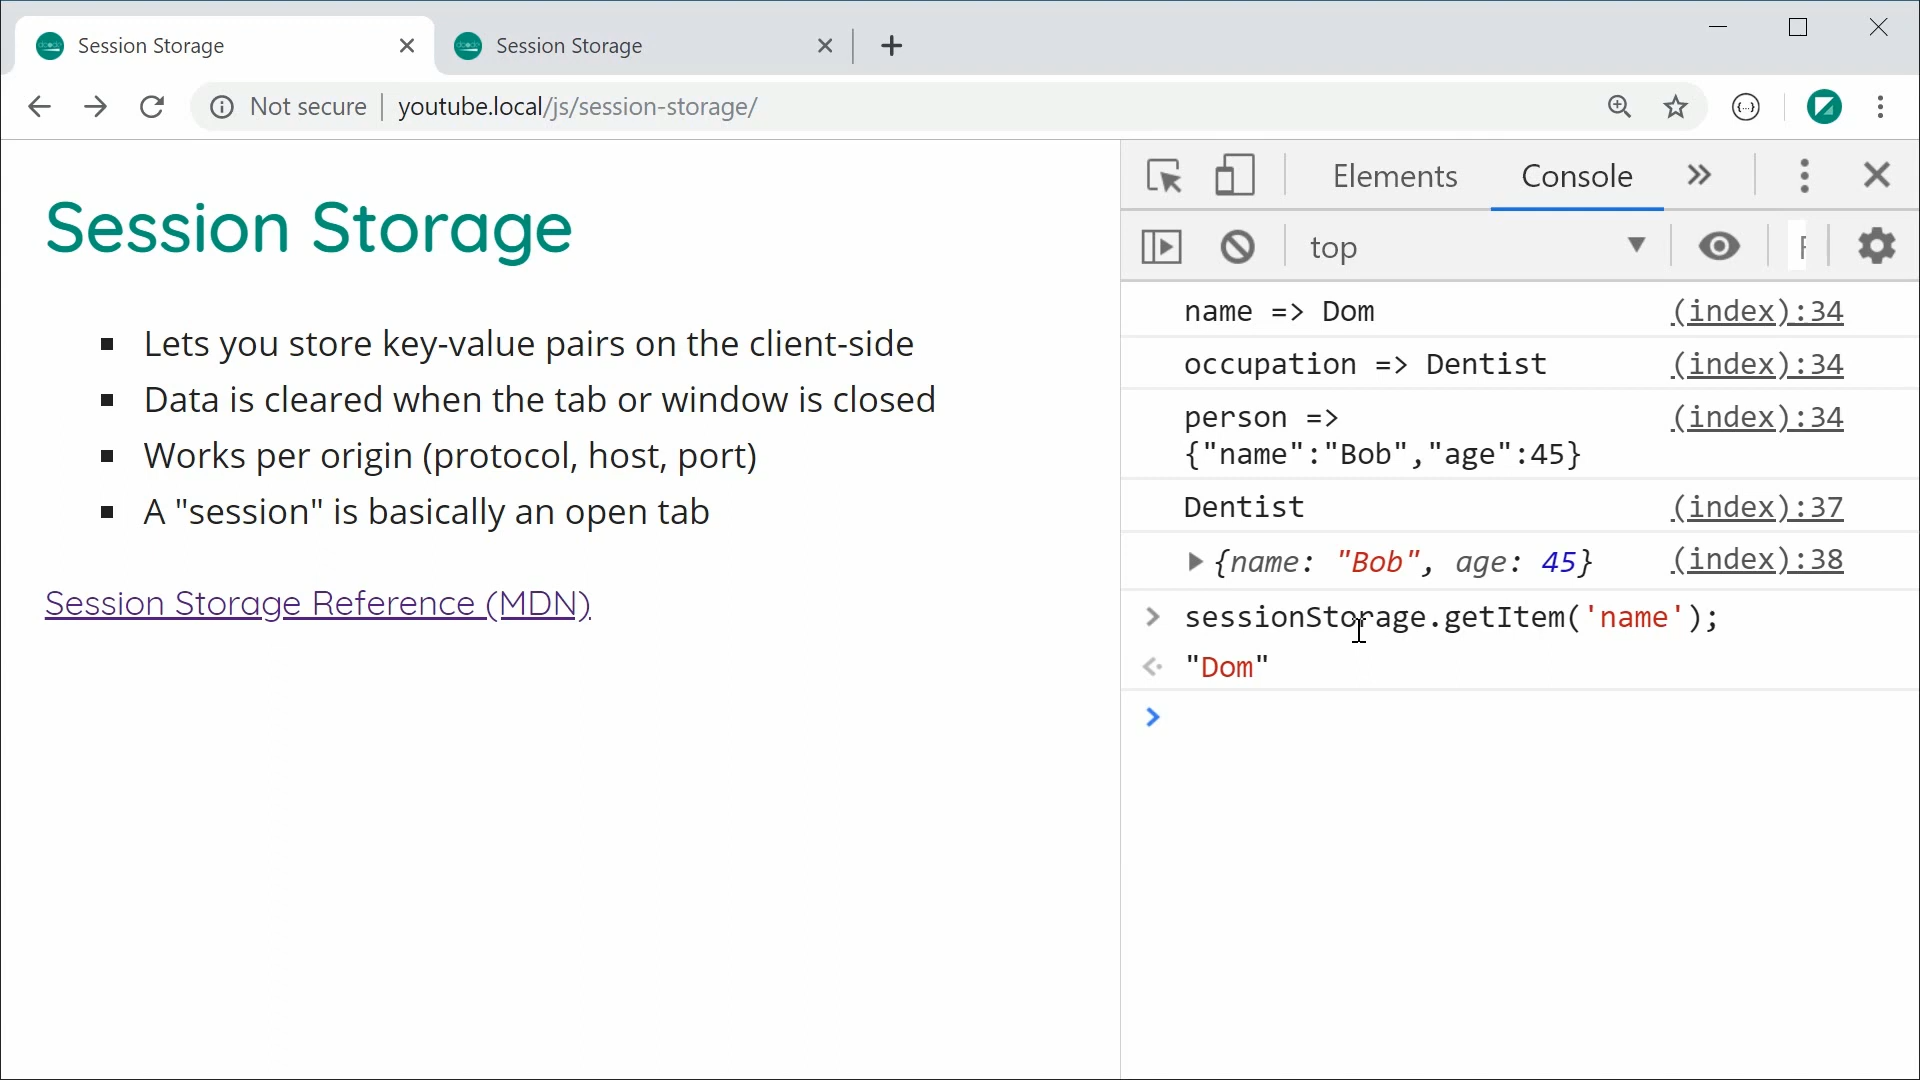 Session Storage
Session Storage
Not secure
youtube.local/js/session-storage/
Session Storage
Lets you store key-value pairs on the client-side
Data is cleared when the tab or window is closed
Works per origin (protocol, host, port)
A "session" is basically an open tab
Session Storage Reference (MDN)
Elements Console
top
name => Dom (index):34
occupation => Dentist (index):34
person => (index):34
{"name":"Bob","age":45}
Dentist (index):37
{name: "Bob", age: 45} (index):38
sessionStorage.getItem('name');
"Dom"